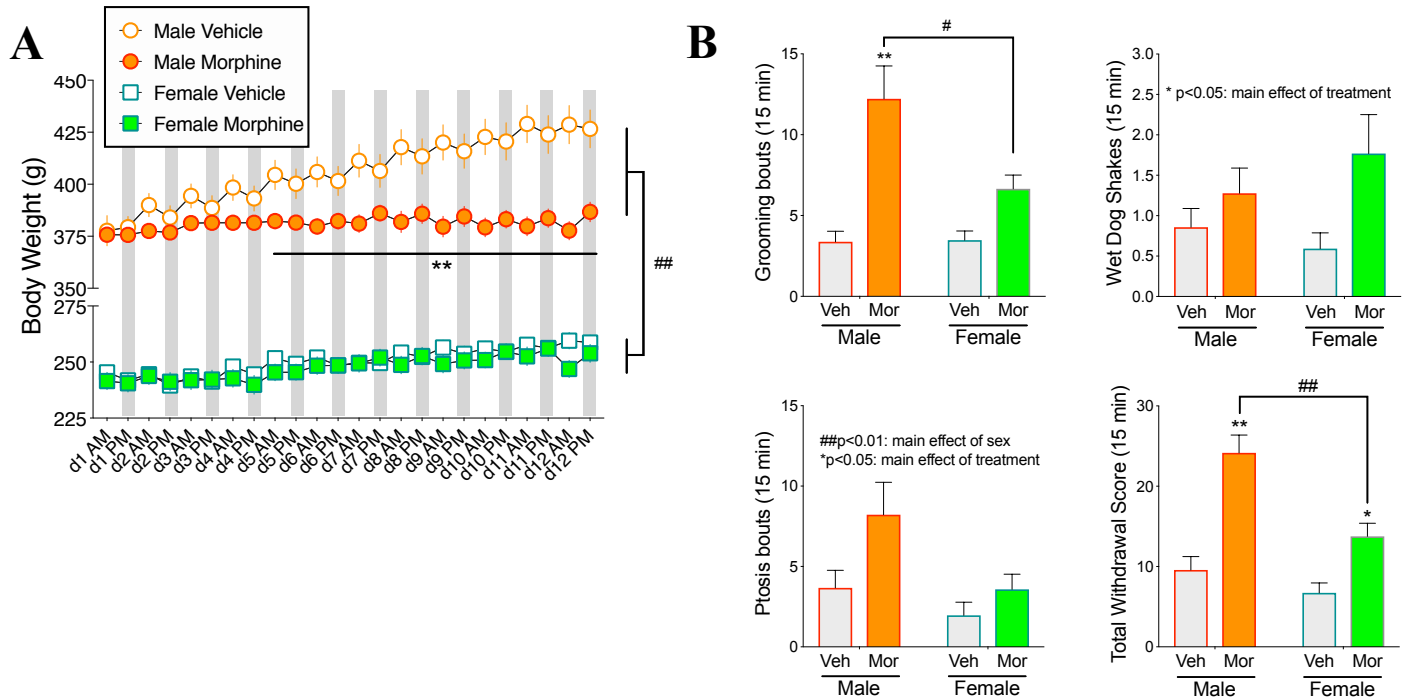 A
Male Vehicle
Male Morphine
Female Vehicle
Female Morphine
Body Weight (g)
450
425
400
375
350
275
250
225
**
##
d1 AM
d1 PM
d2 AM
d2 PM
d3 AM
d3 PM
d4 AM
d4 PM
d5 AM
d5 PM
d6 AM
d6 PM
d7 AM
d7 PM
d8 AM
d8 PM
d9 AM
d9 PM
d10 AM
d10 PM
d11 AM
d11 PM
d12 AM
d12 PM
B
Grooming bouts (15 min)
15
10
5
0
#
**
Veh Mor Veh Mor
Male Female
Wet Dog Shakes (15 min)
3.0
2.5
2.0
1.5
1.0
0.5
0.0
* p<0.05: main effect of treatment
Veh Mor Veh Mor
Male Female
Ptosis bouts (15 min)
15
10
5
0
##p<0.01: main effect of sex
*p<0.05: main effect of treatment
Veh Mor Veh Mor
Male Female
Total Withdrawal Score (15 min)
30
20
10
0
##
**
*
Veh Mor Veh Mor
Male Female